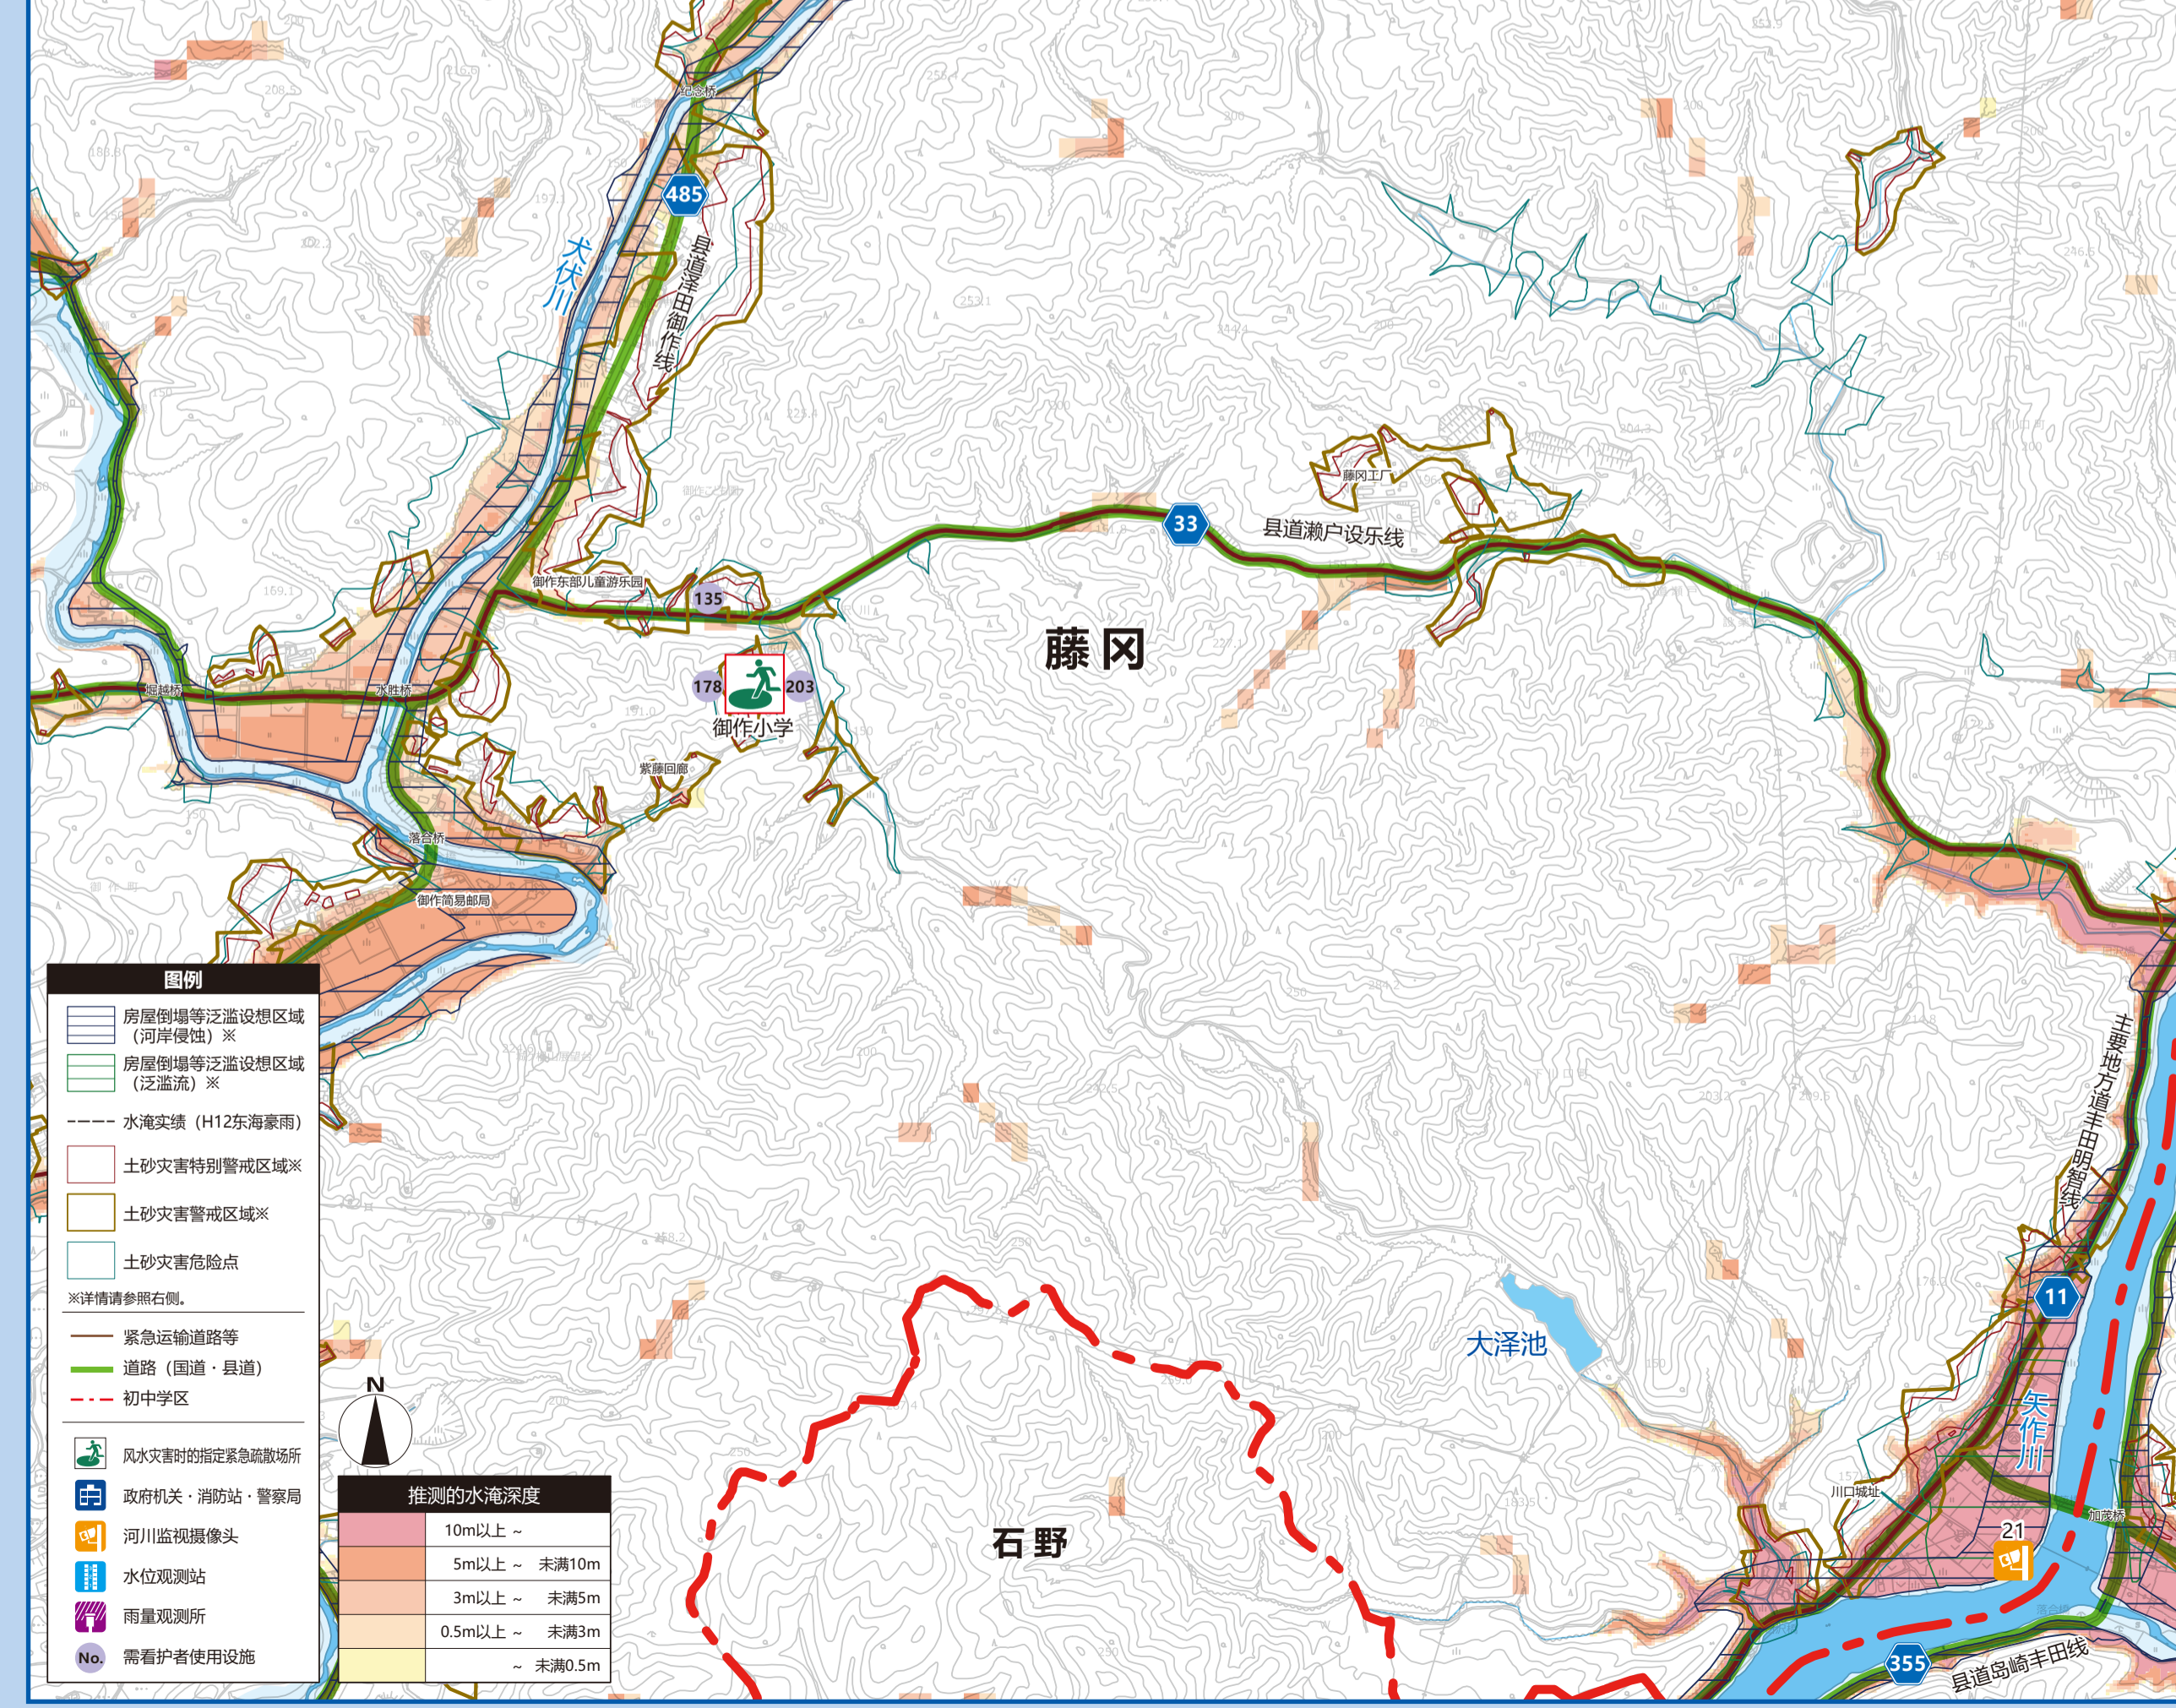 纪念桥
485
犬伏川
县道泽田御作线
藤冈工厂
33
县道濑户设乐线
御作东部儿童游乐园
135
藤冈
178
203
御作小学
堀越桥
水胜桥
紫藤回廊
落合桥
御作简易邮局
主要地方道丰田明智线
11
大泽池
矢作川
川口城址
加茂桥
21
石野
355
县道岛崎丰田线
图例
房屋倒塌等泛滥设想区域
（河岸侵蚀）※
房屋倒塌等泛滥设想区域
（泛滥流）※
水淹实绩（H12东海豪雨）
土砂灾害特别警戒区域※
土砂灾害警戒区域※
土砂灾害危险点
※详情请参照右侧。
紧急运输道路等
道路（国道・县道）
初中学区
风水灾害时的指定紧急疏散场所
政府机关・消防站・警察局
河川监视摄像头
水位观测站
雨量观测所
No. 需看护者使用设施
N
推测的水淹深度
10m以上 ~
5m以上 ~ 未满10m
3m以上 ~ 未满5m
0.5m以上 ~ 未满3m
~ 未满0.5m